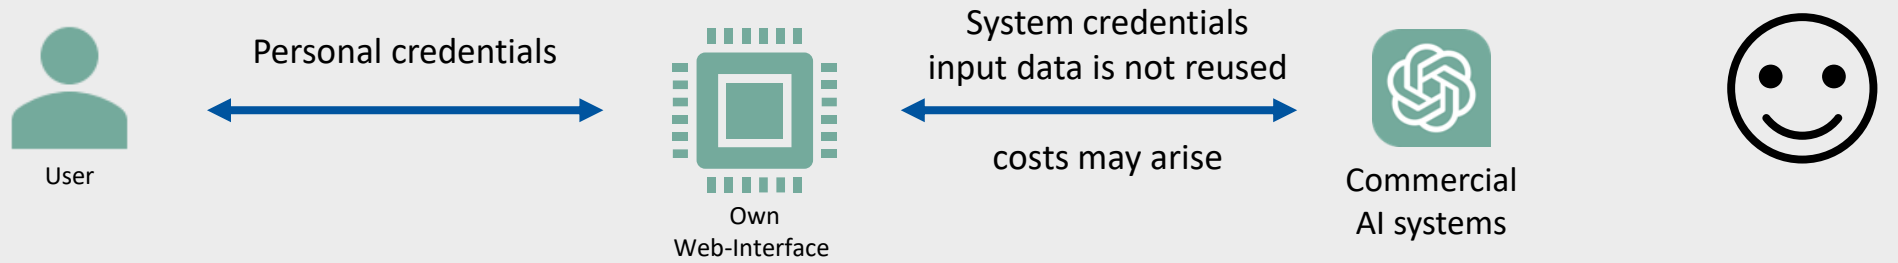 User
Personal credentials
Own
Web-Interface
System credentials
input data is not reused
costs may arise
Commercial
AI systems